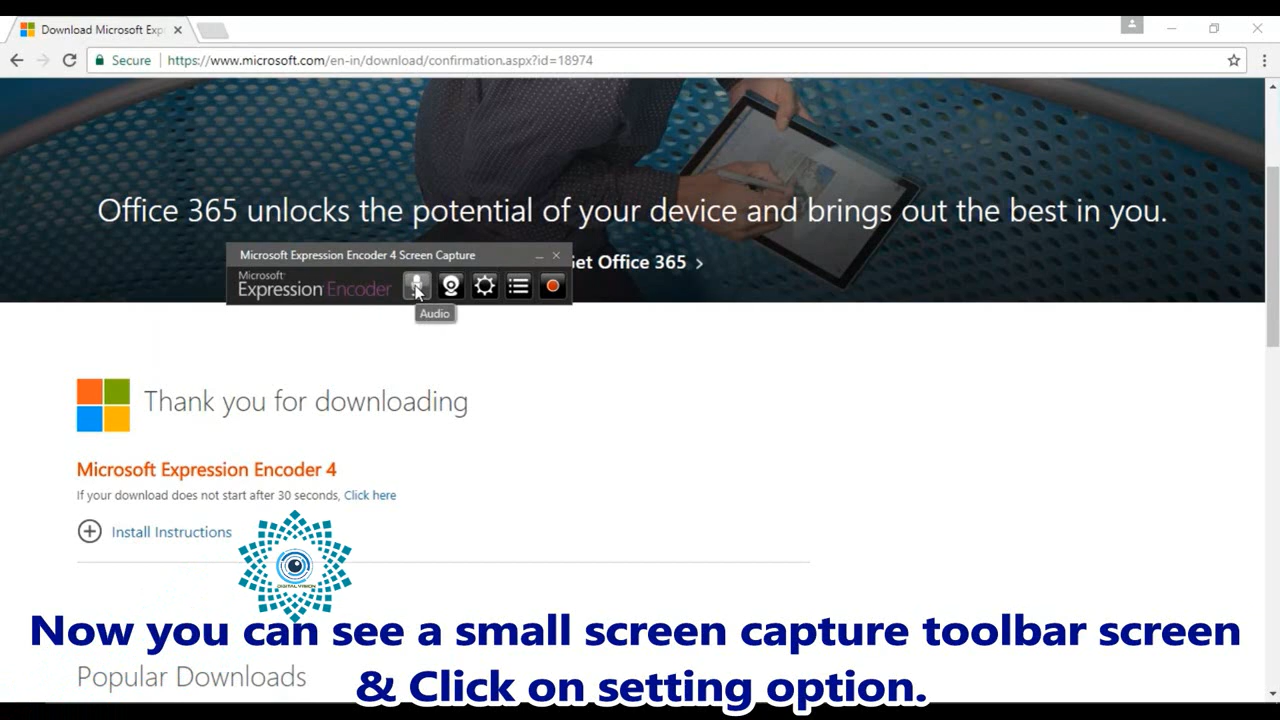 Download Microsoft Exp
Secure
https://www.microsoft.com/en-in/download/confirmation.aspx?id=18974
Office 365 unlocks the potential of your device and brings out the best in you.
Microsoft Expression Encoder 4 Screen Capture
et Office 365
Microsoft
Expression Encoder
Audio
Thank you for downloading
Microsoft Expression Encoder 4
If your download does not start after 30 seconds, Click here
Install Instructions
DIGITAL VISION
Now you can see a small screen capture toolbar screen
& Click on setting option.
Popular Downloads